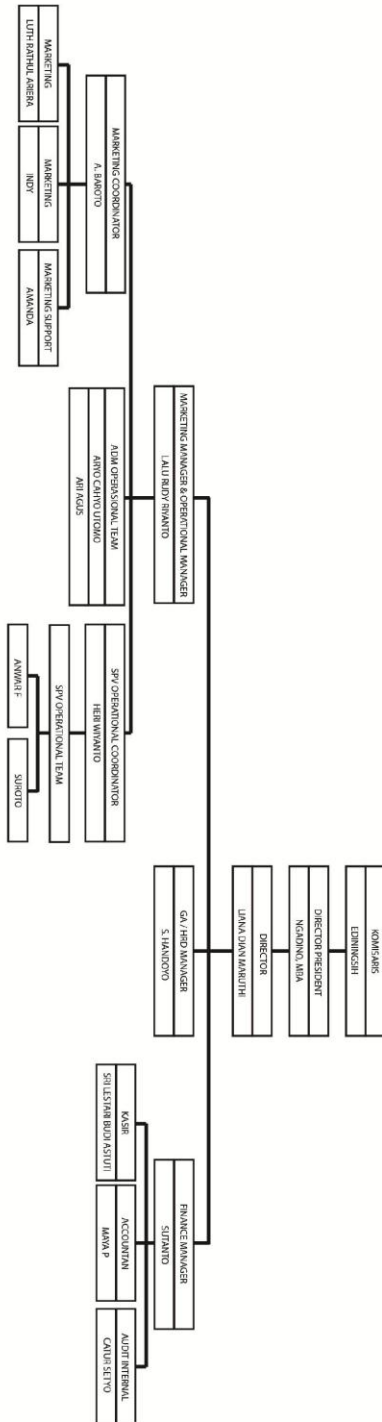 KOMISARIS
EDININGSIH
DIRECTOR PRESIDENT
NGADINO, MBA
DIRECTOR
LIANA DIAN MARUTHI
MARKETING MANAGER & OPERATIONAL MANAGER
LALU RUDY RIYANTO
GA / HRD MANAGER
S. HANDOYO
FINANCE MANAGER
SUTANTO
MARKETING COORDINATOR
A. BAROTO
ADM OPERASIONAL TEAM
ARYO CAHYO UTOMO
ARI AGUS
SPV OPERATIONAL COORDINATOR
HERI WIYANTO
KASIR
SRI LESTARI BUDI ASTUTI
ACCOUNTAN
MAYA P
AUDIT INTERNAL
CATUR SETYO
MARKETING
LUTH RATHUL ARIERA
MARKETING
INDY
MARKETING SUPPORT
AMANDA
SPV OPERATIONAL TEAM
ANWAR F
SUROTO